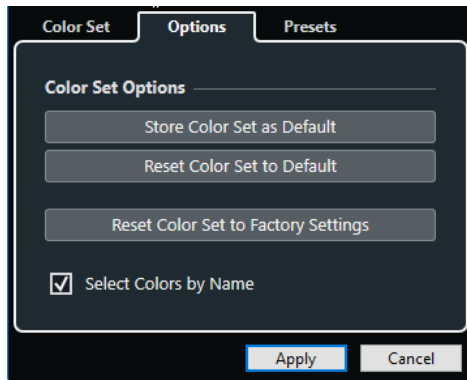 Color Set Options Presets
Color Set Options
Store Color Set as Default
Reset Color Set to Default
Reset Color Set to Factory Settings
Select Colors by Name
Apply Cancel